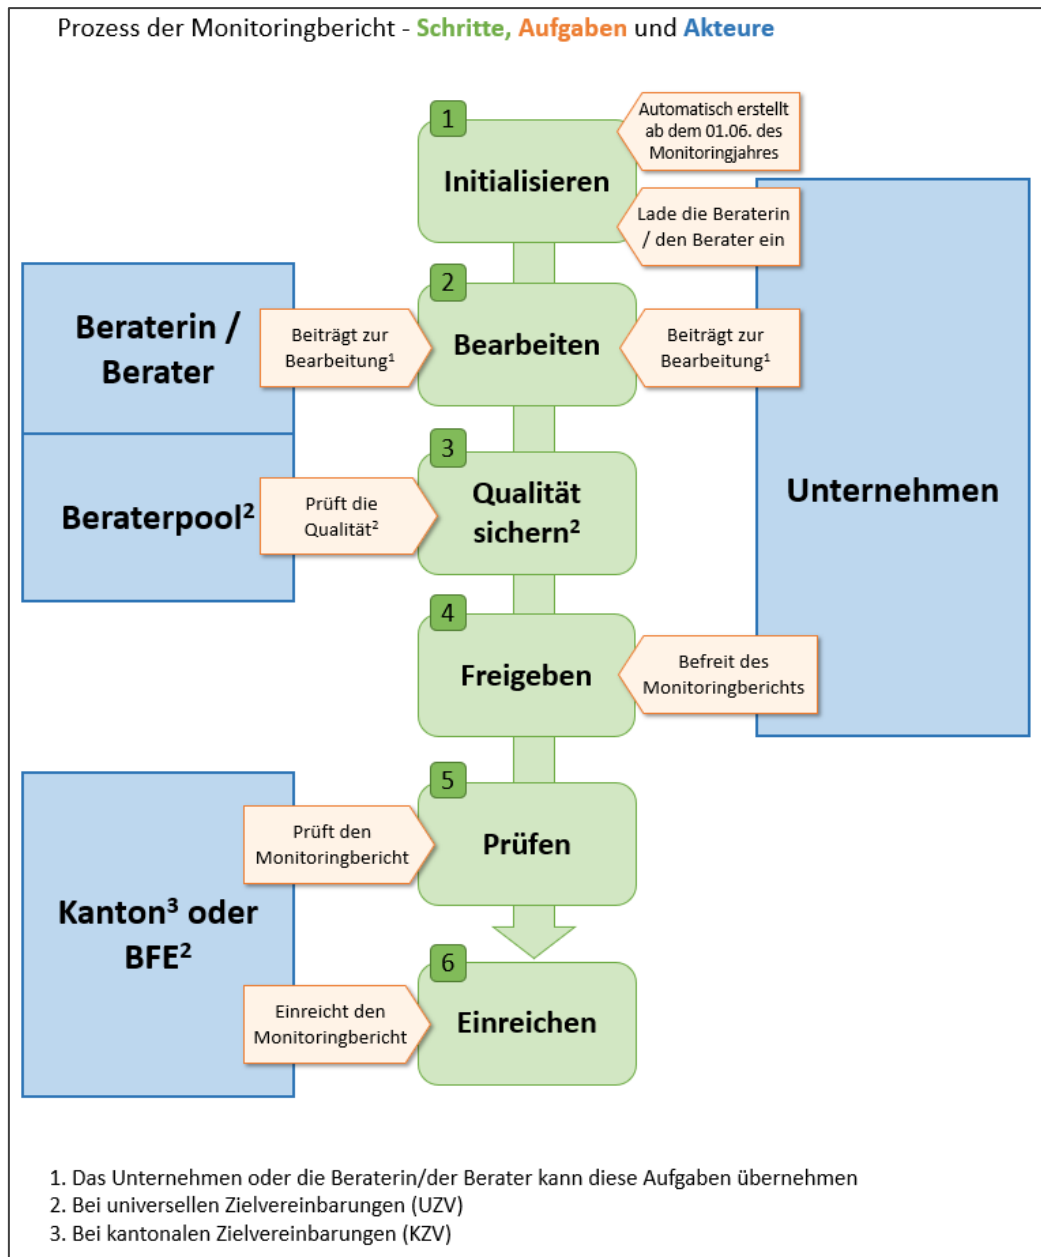 Prozess der Monitoringbericht - Schritte, Aufgaben und Akteure
1
Automatisch erstellt
ab dem 01.06. des
Monitoringjahres
Initialisieren
Lade die Beraterin
/ den Berater ein
2
Beraterin /
Berater
Beiträgt zur
Bearbeitung¹
Bearbeiten
Beiträgt zur
Bearbeitung¹
Unternehmen
3
Beraterpool²
Prüft die
Qualität²
Qualität
sichern²
4
Freigeben
Befreit des
Monitoringberichts
5
Prüft den
Monitoringbericht
Prüfen
Kanton³ oder
BFE²
6
Einreicht den
Monitoringbericht
Einreichen
1. Das Unternehmen oder die Beraterin/der Berater kann diese Aufgaben übernehmen
2. Bei universellen Zielvereinbarungen (UZV)
3. Bei kantonalen Zielvereinbarungen (KZV)